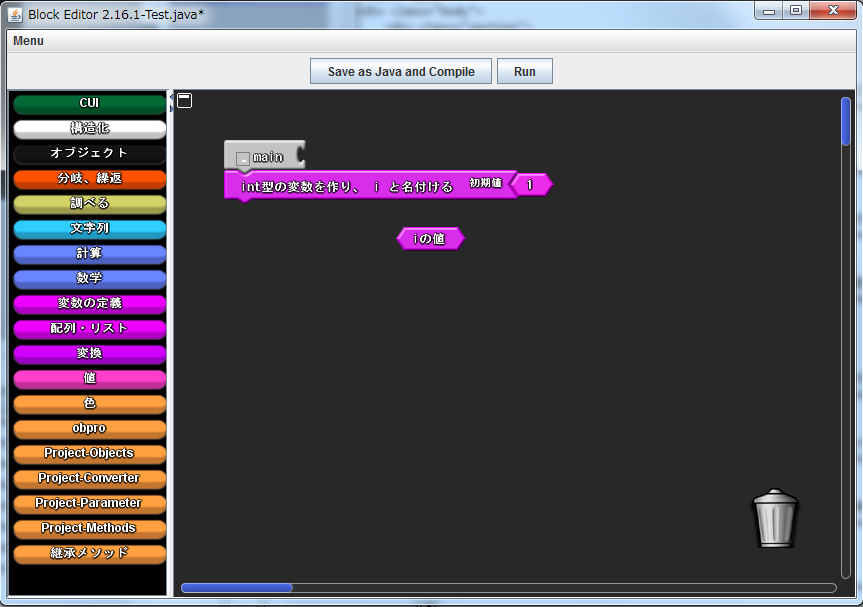 Block Editor 2.16.1-Test.java*
Menu
Save as Java and Compile
Run
CUI
構造化
オブジェクト
分岐、繰返
調べる
文字列
計算
数学
変数の定義
配列・リスト
変換
値
色
obpro
Project-Objects
Project-Converter
Project-Parameter
Project-Methods
継承メソッド
main
int型の変数を作り、 i と名付ける 初期値 1
iの値